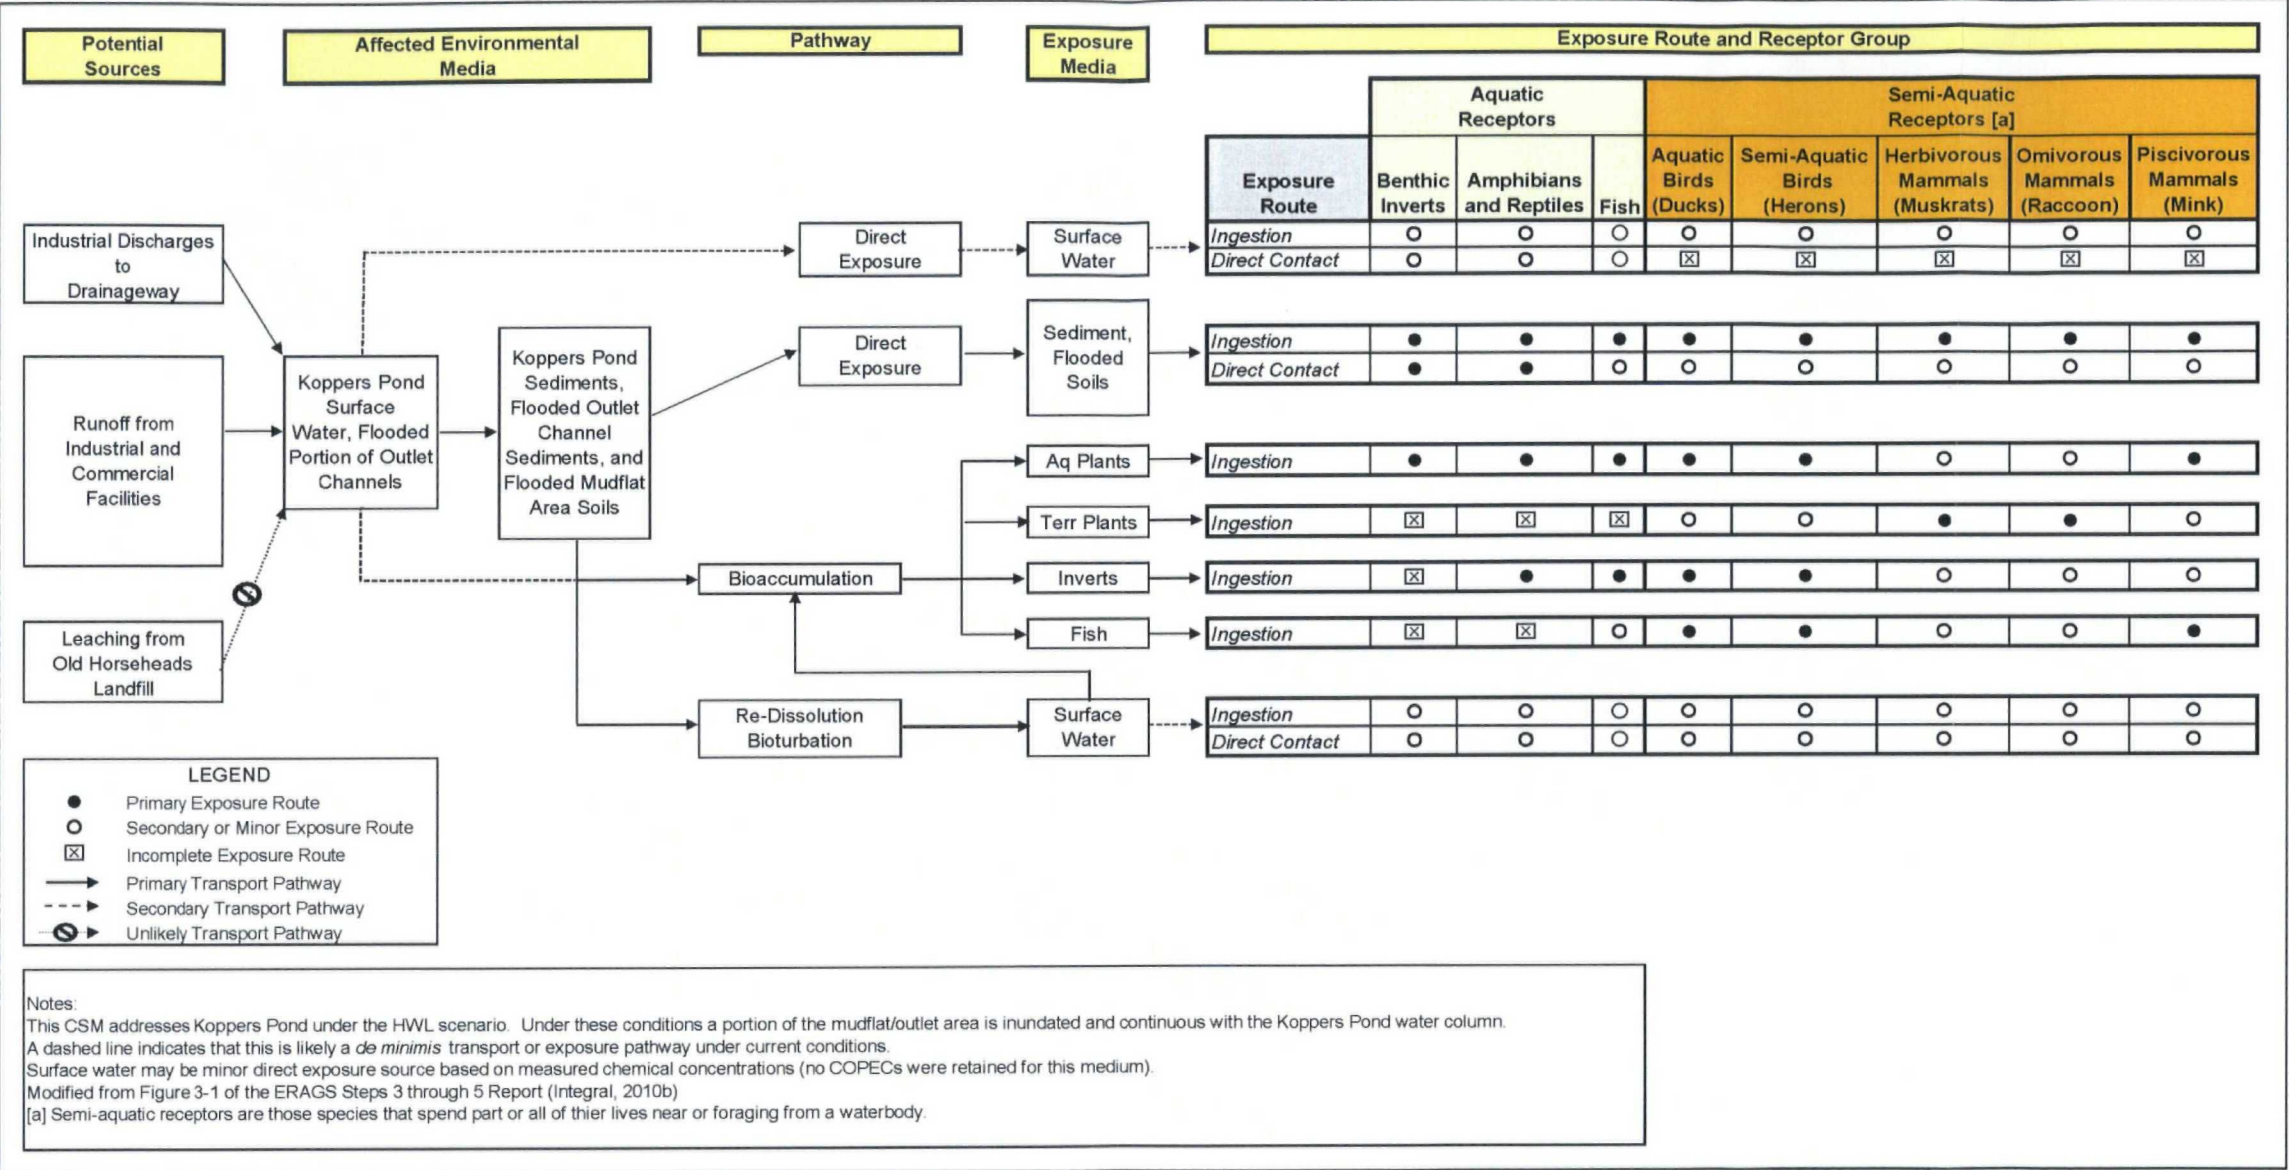 Potential
Sources
Affected Environmental
Media
Pathway
Exposure
Media
Exposure Route and Receptor Group
Aquatic
Receptors
Semi-Aquatic
Receptors [a]
Exposure
Route
Benthic
Inverts
Amphibians
and Reptiles
Fish
Aquatic
Birds
(Ducks)
Semi-Aquatic
Birds
(Herons)
Herbivorous
Mammals
(Muskrats)
Omivorous
Mammals
(Raccoon)
Piscivorous
Mammals
(Mink)
Industrial Discharges
to
Drainageway
Runoff from
Industrial and
Commercial
Facilities
Leaching from
Old Horseheads
Landfill
Koppers Pond
Surface
Water, Flooded
Portion of Outlet
Channels
Koppers Pond
Sediments,
Flooded Outlet
Channel
Sediments, and
Flooded Mudflat
Area Soils
Direct
Exposure
Surface
Water
Ingestion
Direct Contact
Direct
Exposure
Sediment,
Flooded
Soils
Ingestion
Direct Contact
Aq Plants
Ingestion
Terr Plants
Ingestion
Bioaccumulation
Inverts
Ingestion
Fish
Ingestion
Re-Dissolution
Bioturbation
Surface
Water
Ingestion
Direct Contact
LEGEND
Primary Exposure Route
Secondary or Minor Exposure Route
Incomplete Exposure Route
Primary Transport Pathway
Secondary Transport Pathway
Unlikely Transport Pathway
Notes:
This CSM addresses Koppers Pond under the HWL scenario. Under these conditions a portion of the mudflat/outlet area is inundated and continuous with the Koppers Pond water column.
A dashed line indicates that this is likely a de minimis transport or exposure pathway under current conditions.
Surface water may be minor direct exposure source based on measured chemical concentrations (no COPECs were retained for this medium).
Modified from Figure 3-1 of the ERAGS Steps 3 through 5 Report (Integral, 2010b)
[a] Semi-aquatic receptors are those species that spend part or all of thier lives near or foraging from a waterbody.